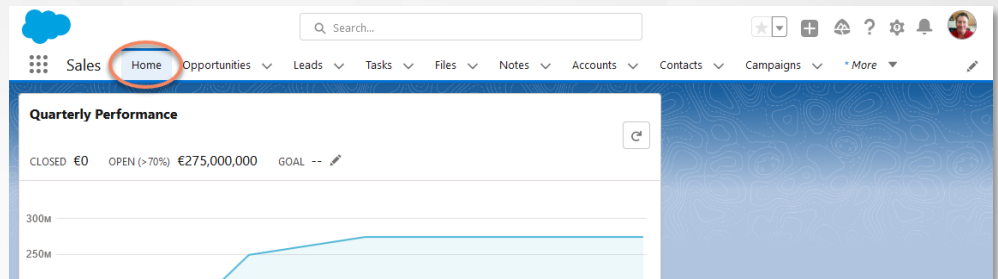 Search...
Sales Home Opportunities Leads Tasks Files Notes Accounts Contacts Campaigns * More
Quarterly Performance
CLOSED €0 OPEN (>70%) €275,000,000 GOAL --
300M
250M